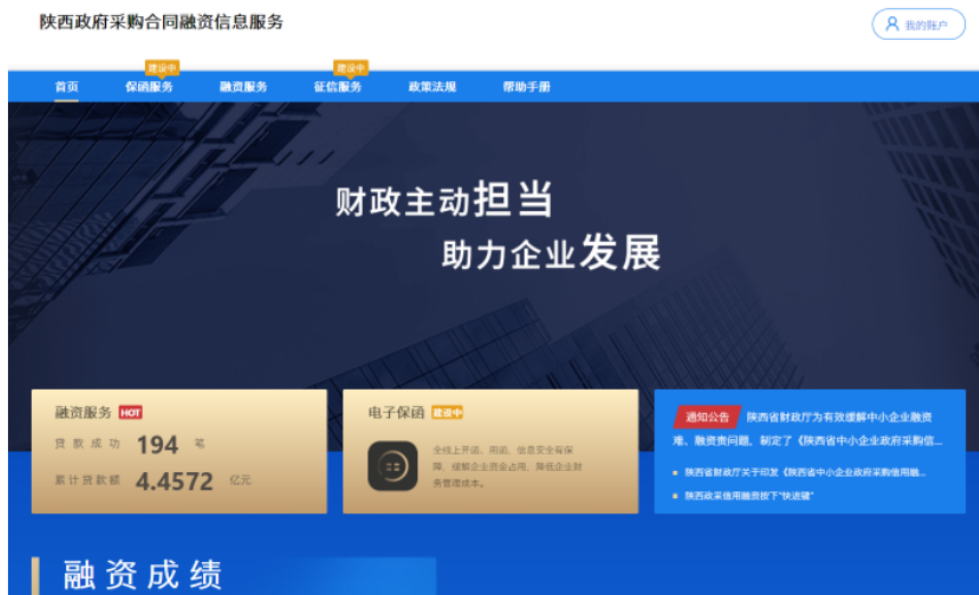 陕西政府采购合同融资信息服务
我的账户
建设中
建设中
首页 保函服务 融资服务 征信服务 政策法规 帮助手册
财政主动担当
助力企业发展
融资服务 HOT
贷款成功 194 笔
累计贷款额 4.4572 亿元
电子保函 建设中
全线上开函、用函、信息安全有保
障，缓解企业资金占用，降低企业财
务管理成本。
通知公告 陕西省财政厅为有效缓解中小企业融资
难、融资贵问题，制定了《陕西省中小企业政府采购信...
陕西省财政厅关于印发《陕西省中小企业政府采购信用融...
陕西政采信用融资按下“快进键”
融资成绩